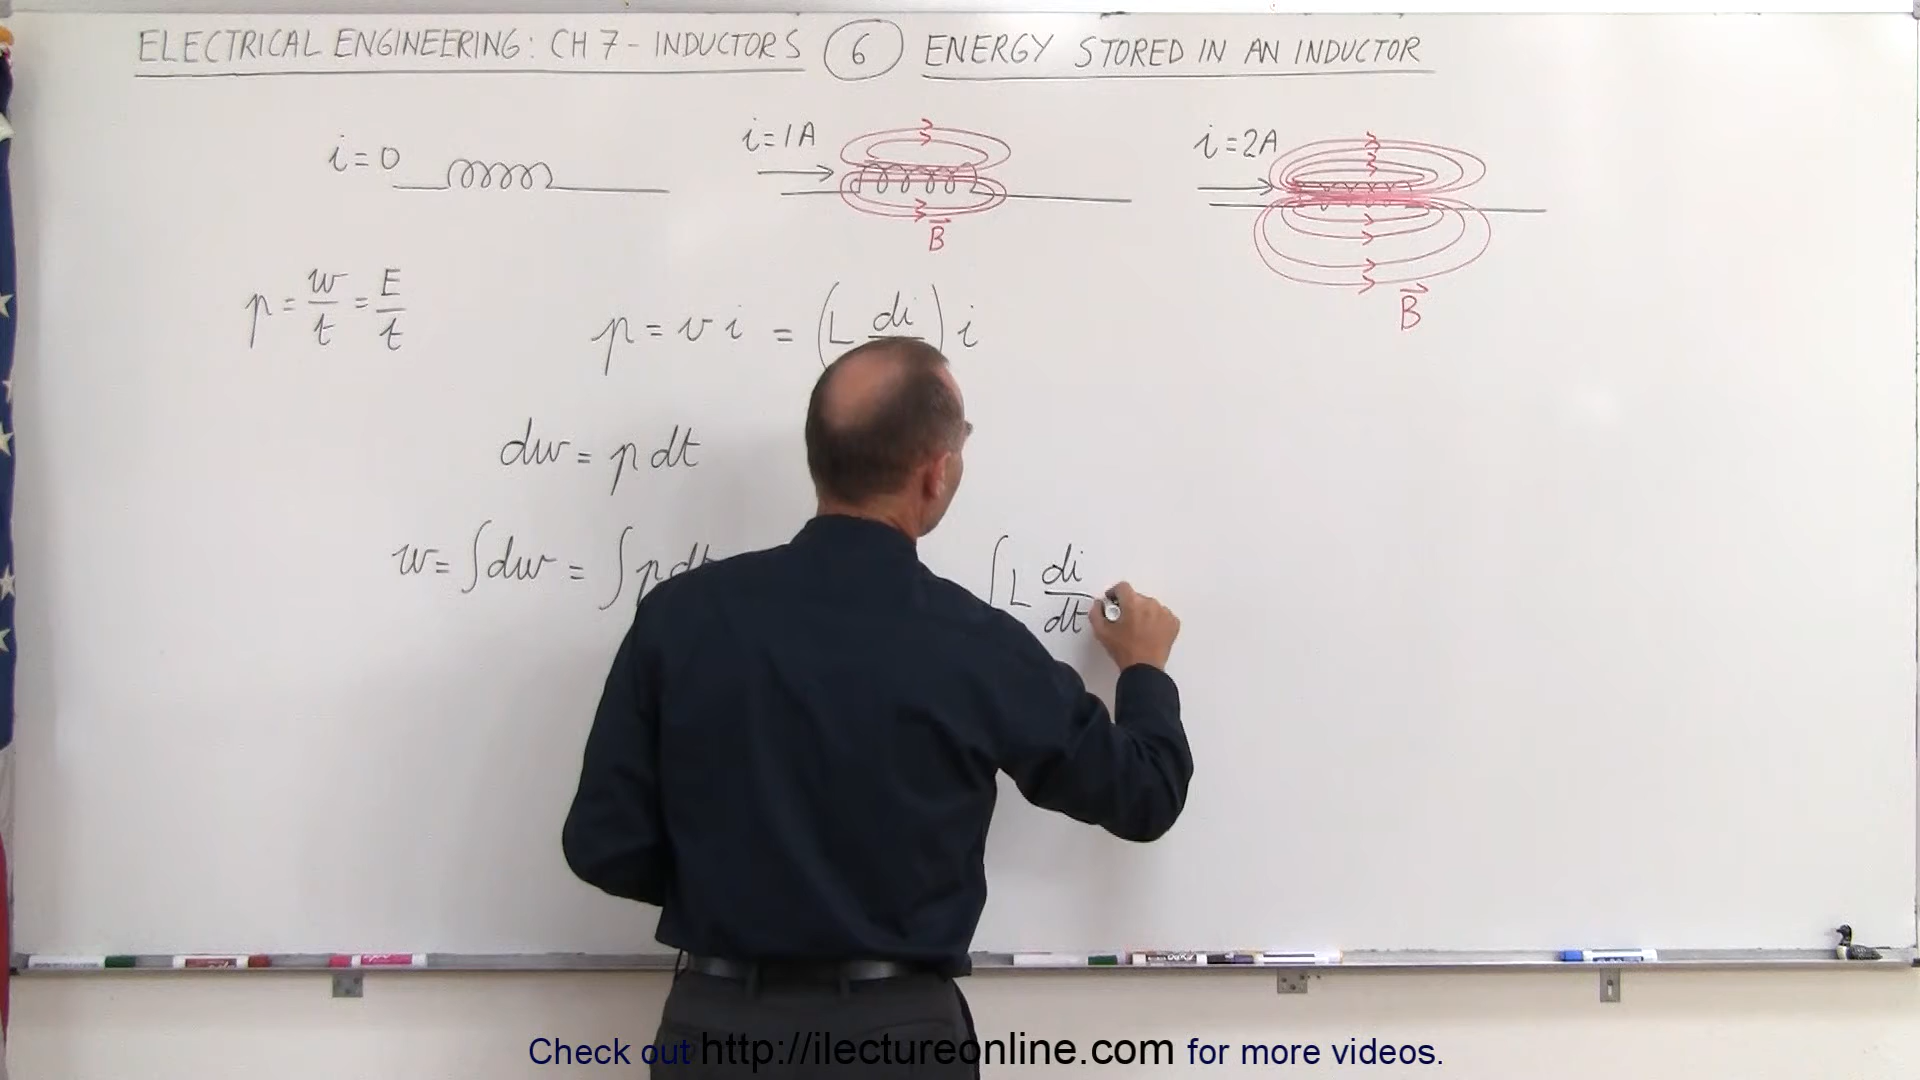 ELECTRICAL ENGINEERING: CH 7 - INDUCTORS 6 ENERGY STORED IN AN INDUCTOR
i=0 i=1A i=2A
B⃗ B⃗
p = w/t = E/t p = v i = (L di i
dw = p dt
w = ∫dw = ∫p dt ∫L di/dt
Check out http://ilectureonline.com for more videos.